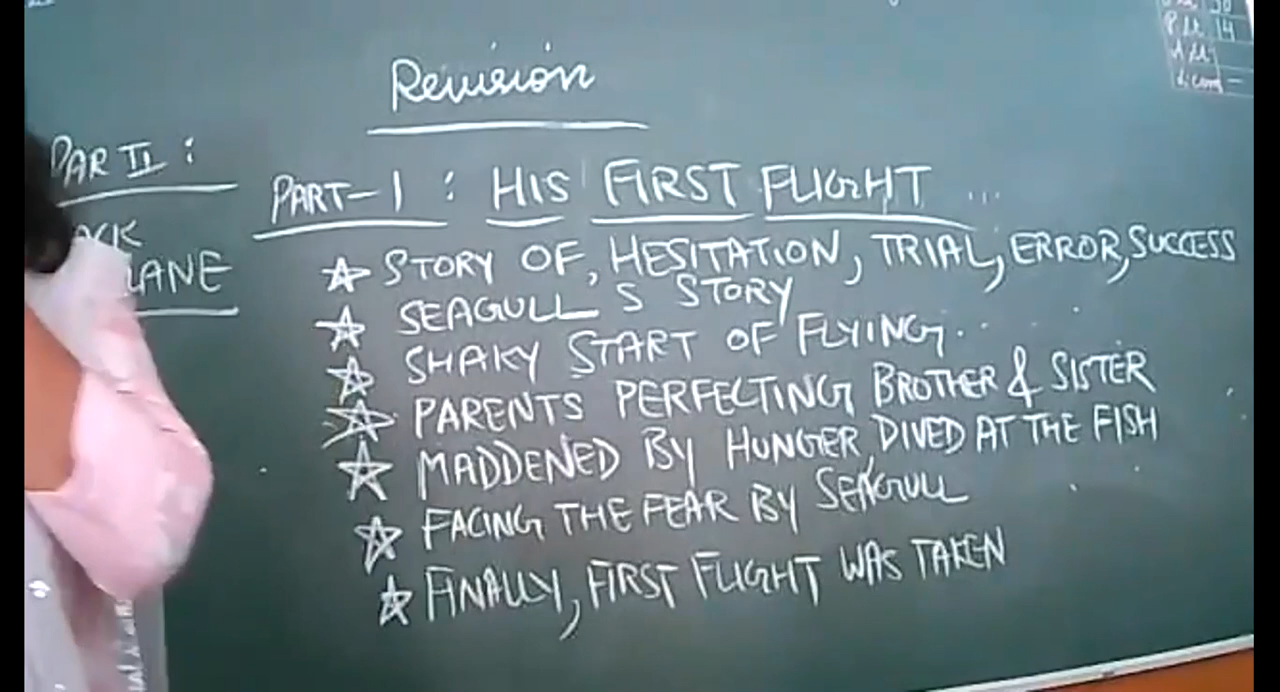 Revision
PART-1 : HIS FIRST FLIGHT ...
☆ STORY OF, HESITATION, TRIAL, ERROR, SUCCESS
☆ SEAGULL S STORY
☆ SHAKY START OF FLYING.
☆ PARENTS PERFECTING BROTHER & SISTER
☆ MADDENED BY HUNGER, DIVED AT THE FISH
☆ FACING THE FEAR BY SEAGULL
☆ FINALLY, FIRST FLIGHT WAS TAKEN
PAR II :
LANE
14